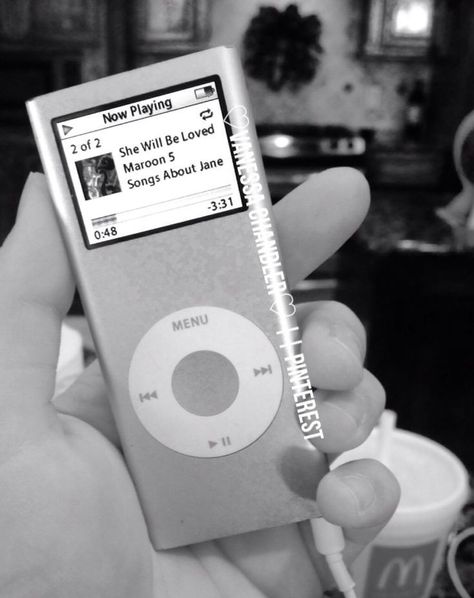 Now Playing
2 of 2
She Will Be Loved
Maroon 5
Songs About Jane
0:48
-3:31
MENU
♡VANESSA CHANDLER♡ || PINTEREST
M